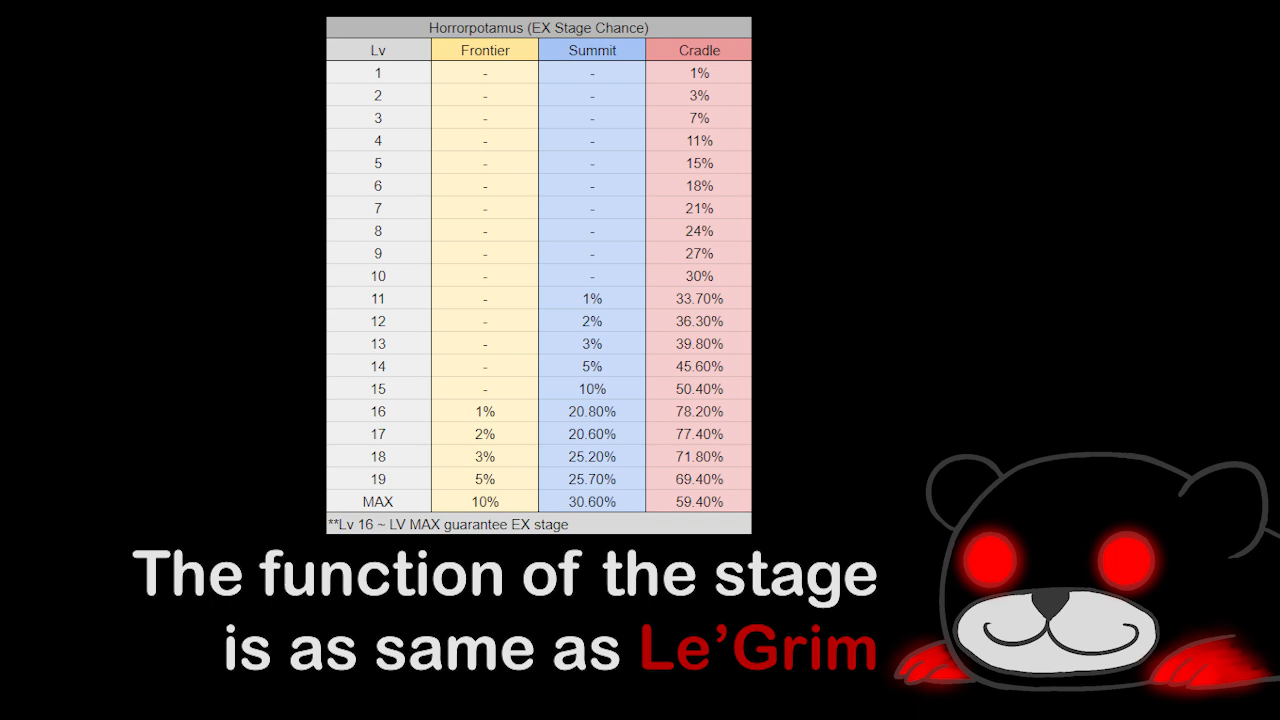 Horrorpotamus (EX Stage Chance)
Lv Frontier Summit Cradle
1 - - 1%
2 - - 3%
3 - - 7%
4 - - 11%
5 - - 15%
6 - - 18%
7 - - 21%
8 - - 24%
9 - - 27%
10 - - 30%
11 - 1% 33.70%
12 - 2% 36.30%
13 - 3% 39.80%
14 - 5% 45.60%
15 - 10% 50.40%
16 1% 20.80% 78.20%
17 2% 20.60% 77.40%
18 3% 25.20% 71.80%
19 5% 25.70% 69.40%
MAX 10% 30.60% 59.40%
**Lv 16 ~ LV MAX guarantee EX stage
The function of the stage
is as same as Le’Grim